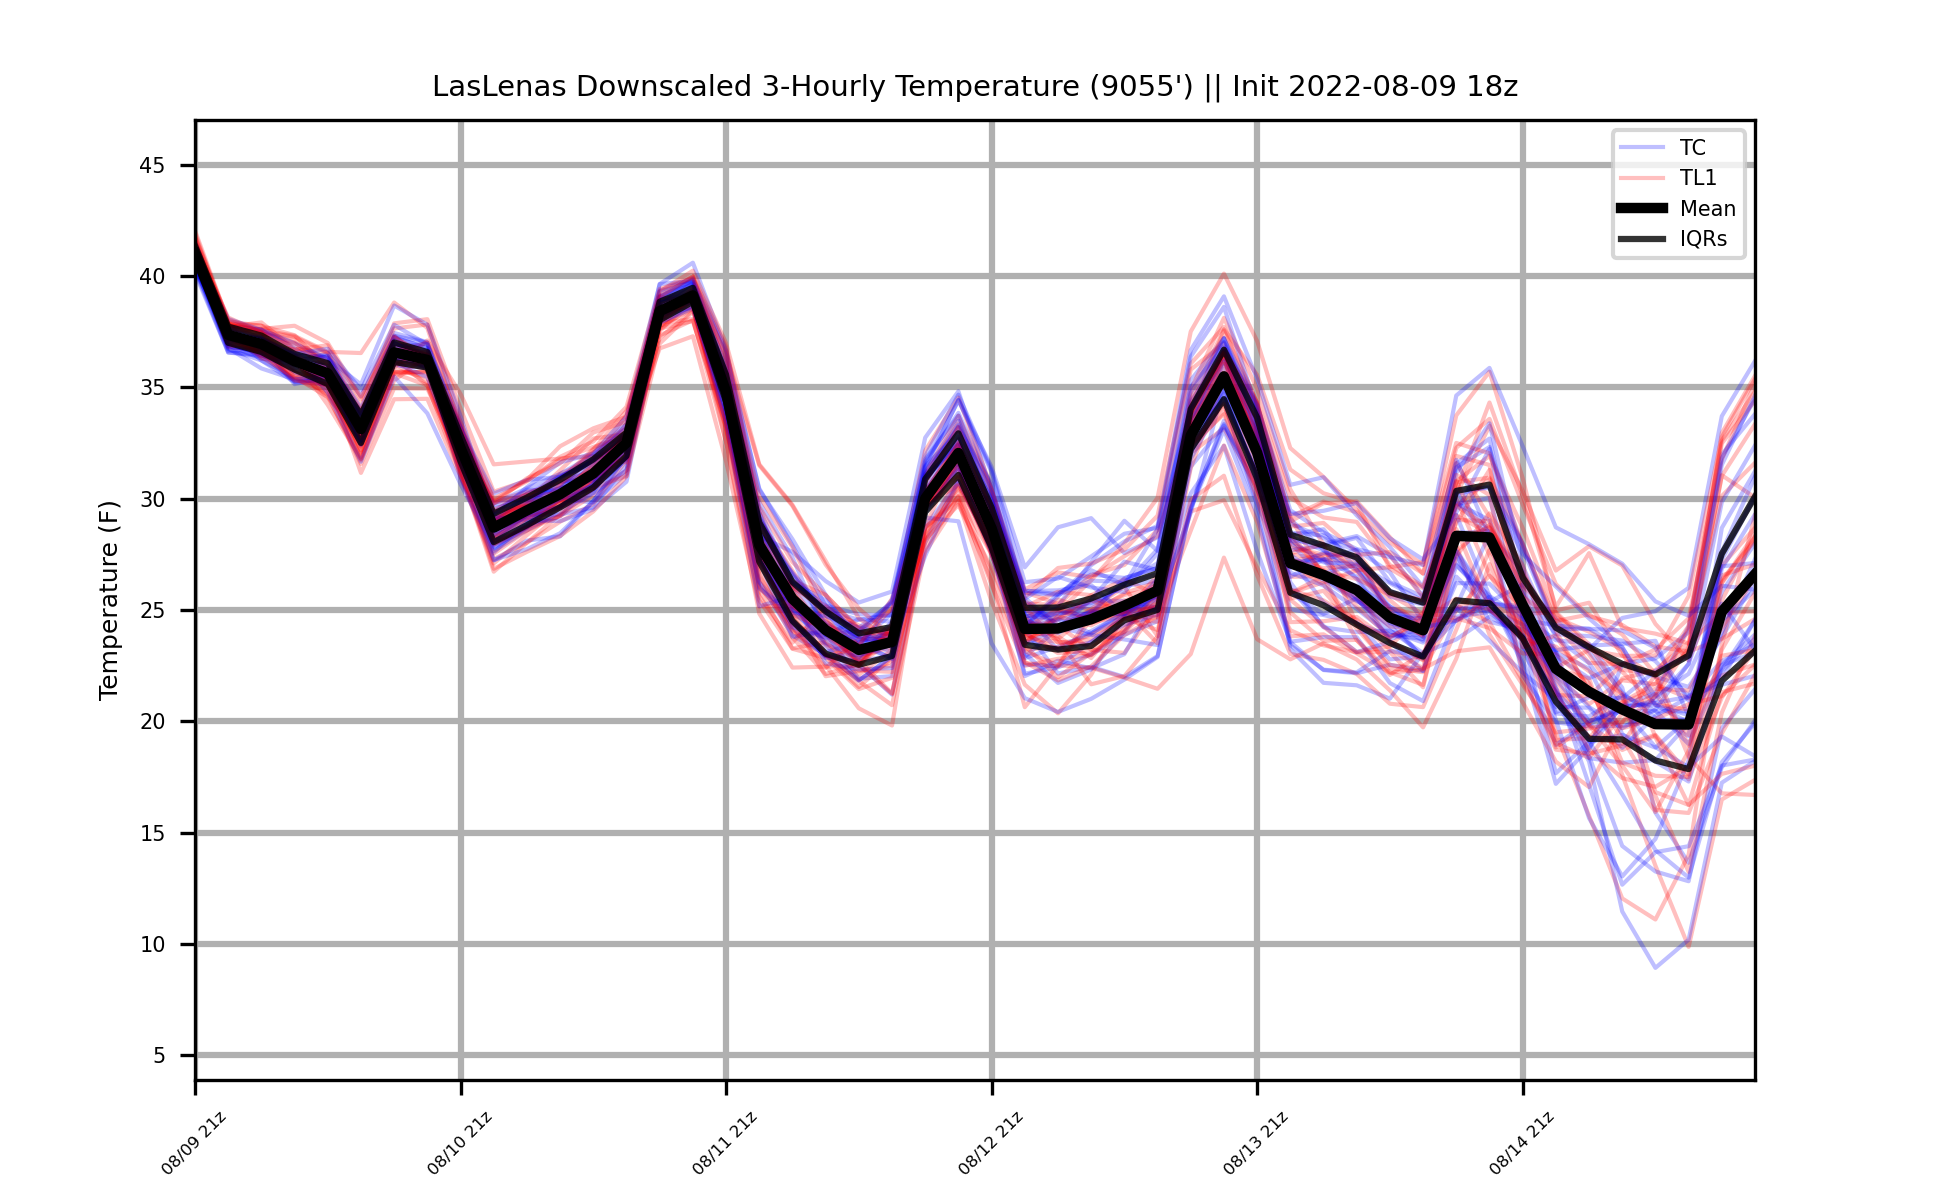 LasLenas Downscaled 3-Hourly Temperature (9055') || Init 2022-08-09 18z
TC
TL1
Mean
IQRs
Temperature (F)
45
40
35
30
25
20
15
10
5
08/09 21z
08/10 21z
08/11 21z
08/12 21z
08/13 21z
08/14 21z